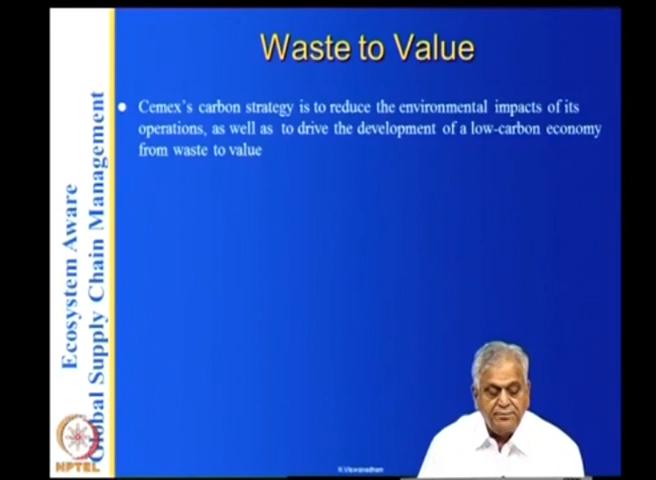 Waste to Value
Cemex's carbon strategy is to reduce the environmental impacts of its
operations, as well as to drive the development of a low-carbon economy
from waste to value
Ecosystem Aware
Global Supply Chain Management
NPTEL
N.Viswanadham